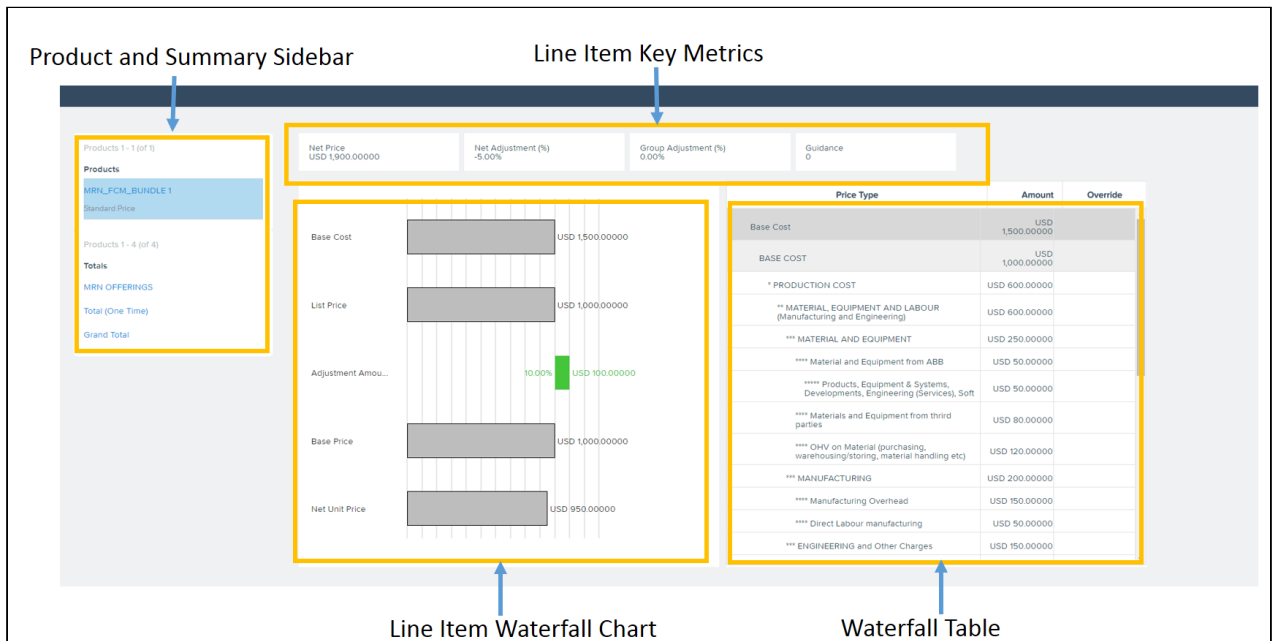 Product and Summary Sidebar
Line Item Key Metrics
Products 1 - 1 (of 1)
Products
MRN_FCM_BUNDLE 1
Standard Price
Products 1 - 4 (of 4)
Totals
MRN OFFERINGS
Total (One Time)
Grand Total
Net Price
USD 1,900.00000
Net Adjustment (%)
-5.00%
Group Adjustment (%)
0.00%
Guidance
0
Base Cost
USD 1,500.00000
List Price
USD 1,000.00000
Adjustment Amou...
10.00% USD 100.00000
Base Price
USD 1,000.00000
Net Unit Price
USD 950.00000
Price Type Amount Override
Base Cost USD
1,500.00000
BASE COST USD
1,000.00000
* PRODUCTION COST USD 600.00000
** MATERIAL, EQUIPMENT AND LABOUR
(Manufacturing and Engineering) USD 600.00000
*** MATERIAL AND EQUIPMENT USD 250.00000
**** Material and Equipment from ABB USD 50.00000
***** Products, Equipment & Systems,
Developments, Engineering (Services), Soft USD 50.00000
**** Materials and Equipment from thrird
parties USD 80.00000
**** OHV on Material (purchasing,
warehousing/storing, material handling etc) USD 120.00000
*** MANUFACTURING USD 200.00000
**** Manufacturing Overhead USD 150.00000
**** Direct Labour manufacturing USD 50.00000
*** ENGINEERING and Other Charges USD 150.00000
Line Item Waterfall Chart
Waterfall Table